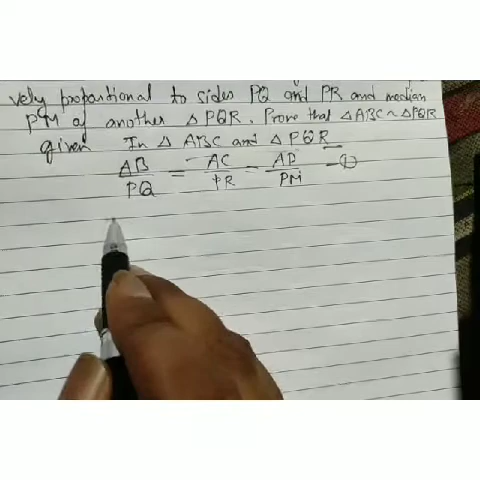 vely proportional to sides PQ and PR and median
PM of another △ PQR. Prove that △ABC ~ △PQR
given In △ ABC and △ PQR
AB/PQ = AC/PR = AD/PM —①